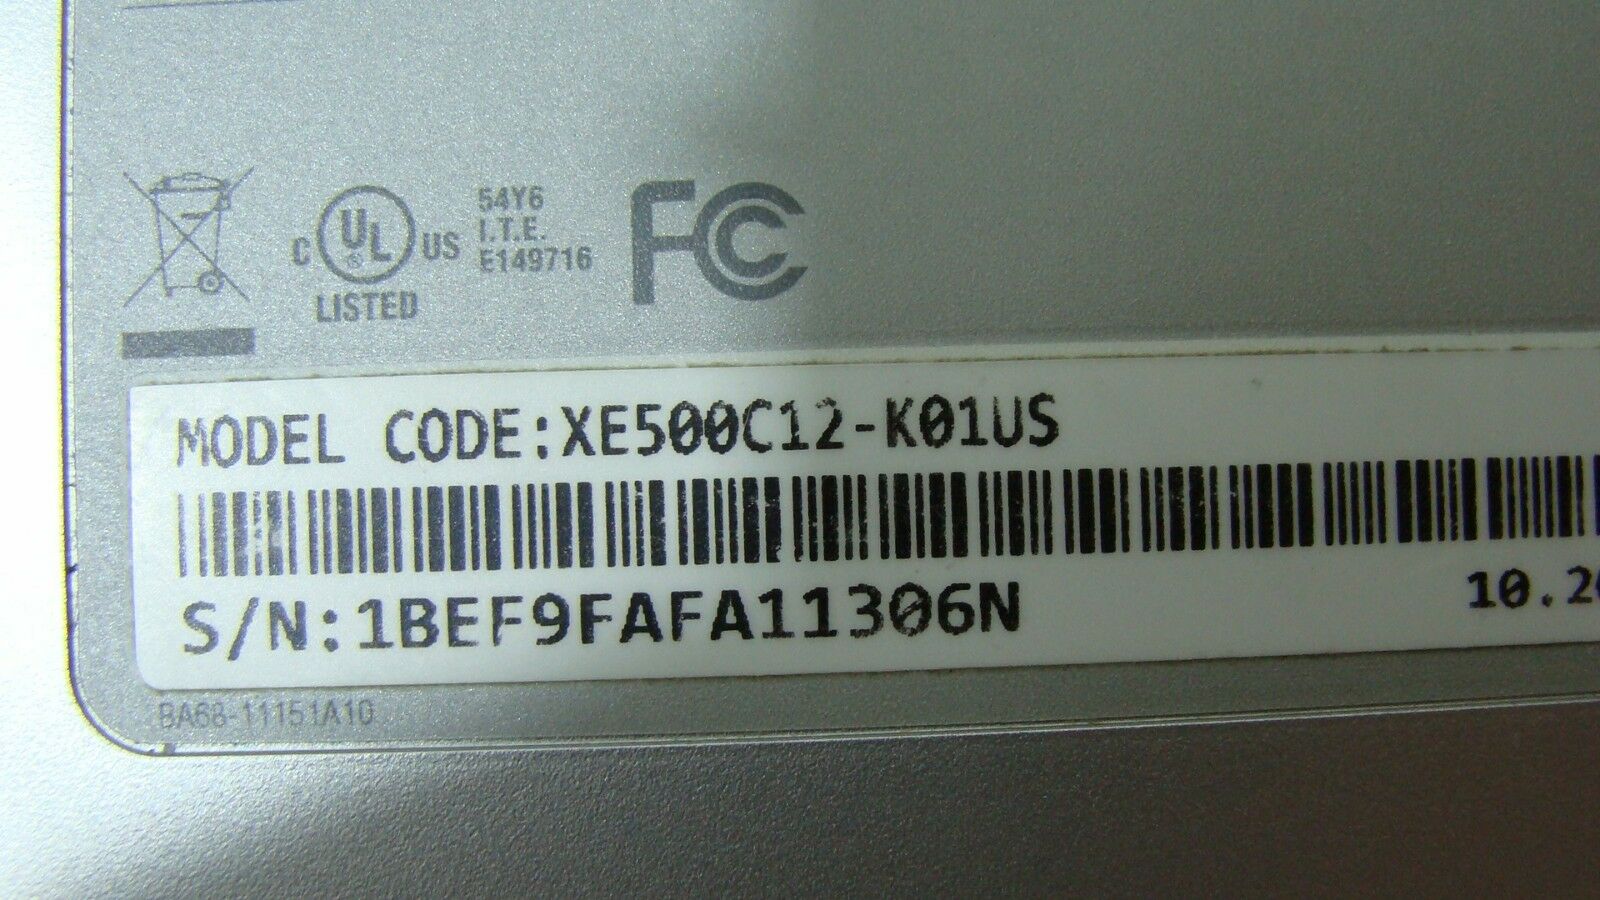 54Y6
I.T.E.
E149716
C UL ® US
LISTED
FC
MODEL CODE:XE500C12-K01US
S/N:1BEF9FAFA11306N
10.2
BA68-11151A10